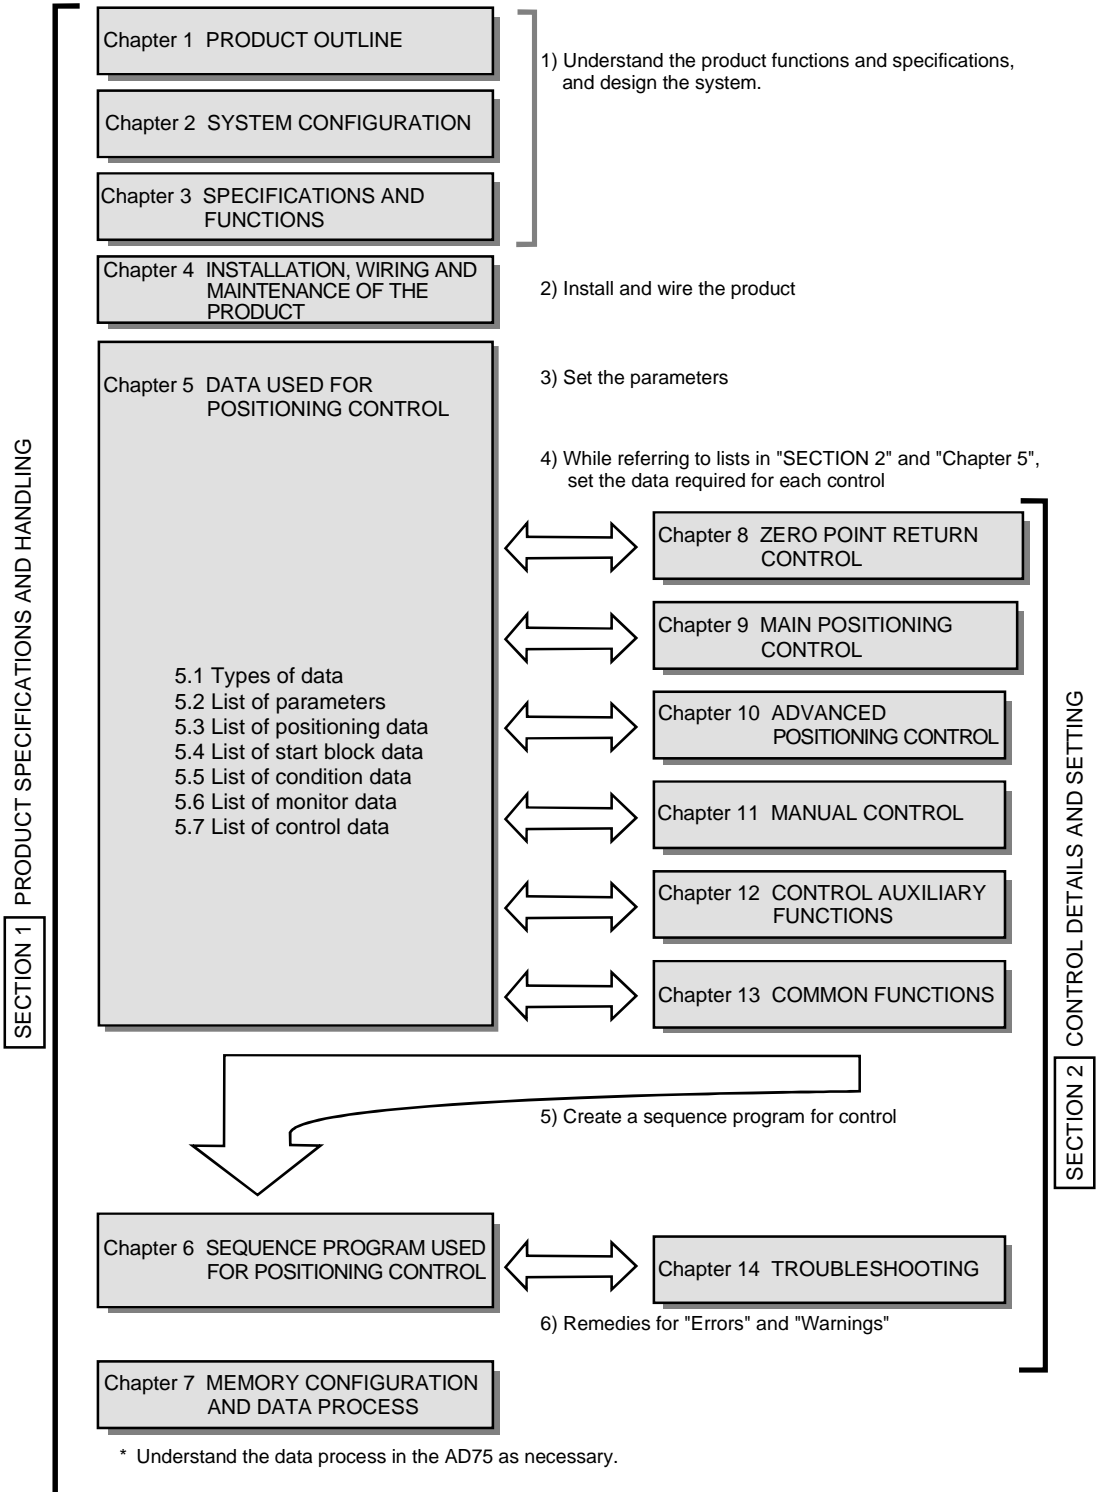 SECTION 1 PRODUCT SPECIFICATIONS AND HANDLING
Chapter 1 PRODUCT OUTLINE
1) Understand the product functions and specifications,
and design the system.
Chapter 2 SYSTEM CONFIGURATION
Chapter 3 SPECIFICATIONS AND
FUNCTIONS
Chapter 4 INSTALLATION, WIRING AND
MAINTENANCE OF THE
PRODUCT
2) Install and wire the product
Chapter 5 DATA USED FOR
POSITIONING CONTROL
3) Set the parameters
4) While referring to lists in "SECTION 2" and "Chapter 5",
set the data required for each control
5.1 Types of data
5.2 List of parameters
5.3 List of positioning data
5.4 List of start block data
5.5 List of condition data
5.6 List of monitor data
5.7 List of control data
SECTION 2 CONTROL DETAILS AND SETTING
Chapter 8 ZERO POINT RETURN
CONTROL
Chapter 9 MAIN POSITIONING
CONTROL
Chapter 10 ADVANCED
POSITIONING CONTROL
Chapter 11 MANUAL CONTROL
Chapter 12 CONTROL AUXILIARY
FUNCTIONS
Chapter 13 COMMON FUNCTIONS
5) Create a sequence program for control
Chapter 6 SEQUENCE PROGRAM USED
FOR POSITIONING CONTROL
Chapter 14 TROUBLESHOOTING
6) Remedies for "Errors" and "Warnings"
Chapter 7 MEMORY CONFIGURATION
AND DATA PROCESS
* Understand the data process in the AD75 as necessary.